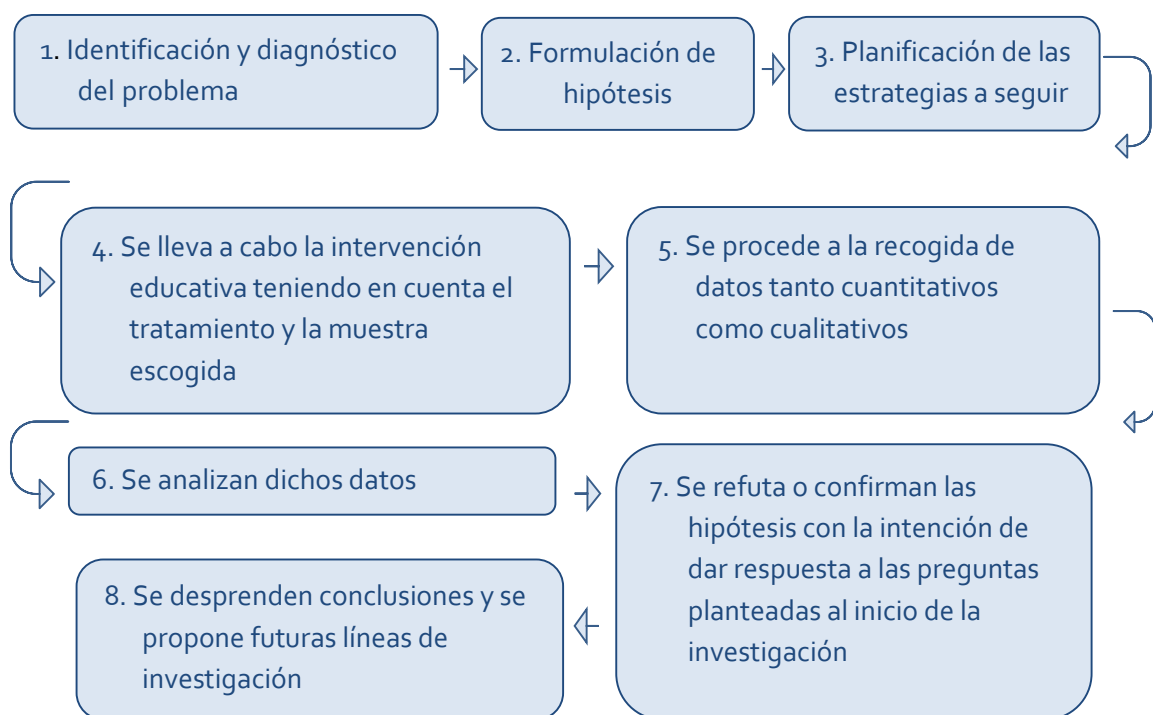 1. Identificación y diagnóstico
del problema
2. Formulación de
hipótesis
3. Planificación de las
estrategias a seguir
4. Se lleva a cabo la intervención
educativa teniendo en cuenta el
tratamiento y la muestra
escogida
5. Se procede a la recogida de
datos tanto cuantitativos
como cualitativos
6. Se analizan dichos datos
7. Se refuta o confirman las
hipótesis con la intención de
dar respuesta a las preguntas
planteadas al inicio de la
investigación
8. Se desprenden conclusiones y se
propone futuras líneas de
investigación